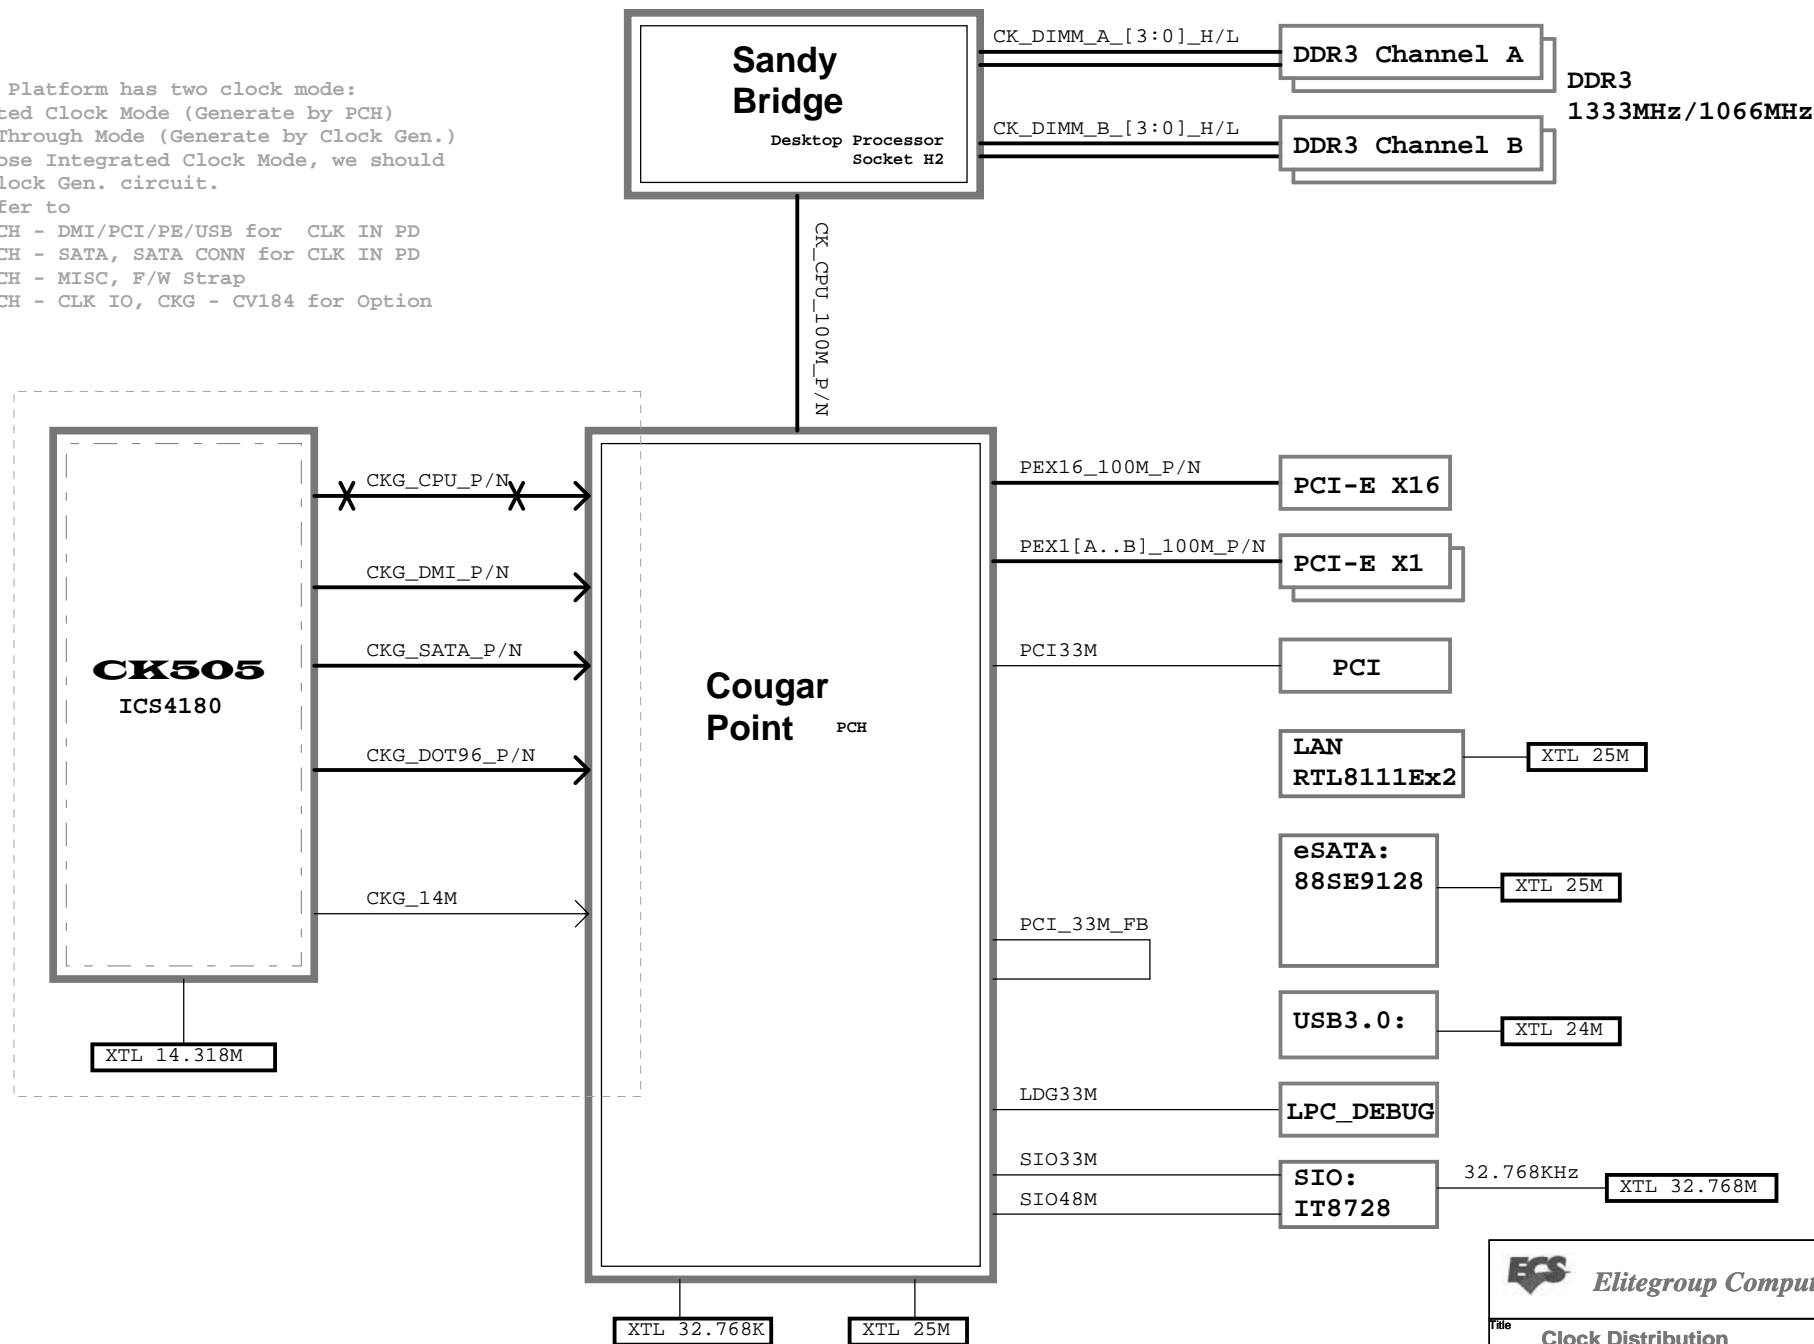 Platform has two clock mode:
ted Clock Mode (Generate by PCH)
Through Mode (Generate by Clock Gen.)
ose Integrated Clock Mode, we should
lock Gen. circuit.
fer to
CH - DMI/PCI/PE/USB for  CLK IN PD
CH - SATA, SATA CONN for CLK IN PD
CH - MISC, F/W Strap
CH - CLK IO, CKG - CV184 for Option
Sandy
Bridge
Desktop Processor
Socket H2
CK_DIMM_A_[3:0]_H/L
DDR3 Channel A
CK_DIMM_B_[3:0]_H/L
DDR3 Channel B
DDR3
1333MHz/1066MHz
CK_CPU_100M_P/N
CK505
ICS4180
CKG_CPU_P/N
CKG_DMI_P/N
CKG_SATA_P/N
CKG_DOT96_P/N
CKG_14M
XTL 14.318M
Cougar
Point
PCH
PEX16_100M_P/N
PCI-E X16
PEX1[A..B]_100M_P/N
PCI-E X1
PCI33M
PCI
LAN
RTL8111Ex2
XTL 25M
eSATA:
88SE9128
XTL 25M
PCI_33M_FB
USB3.0:
XTL 24M
LDG33M
LPC_DEBUG
SIO33M
SIO48M
SIO:
IT8728
32.768KHz
XTL 32.768M
XTL 32.768K
XTL 25M
ECS
Elitegroup Comput
Title
Clock Distribution